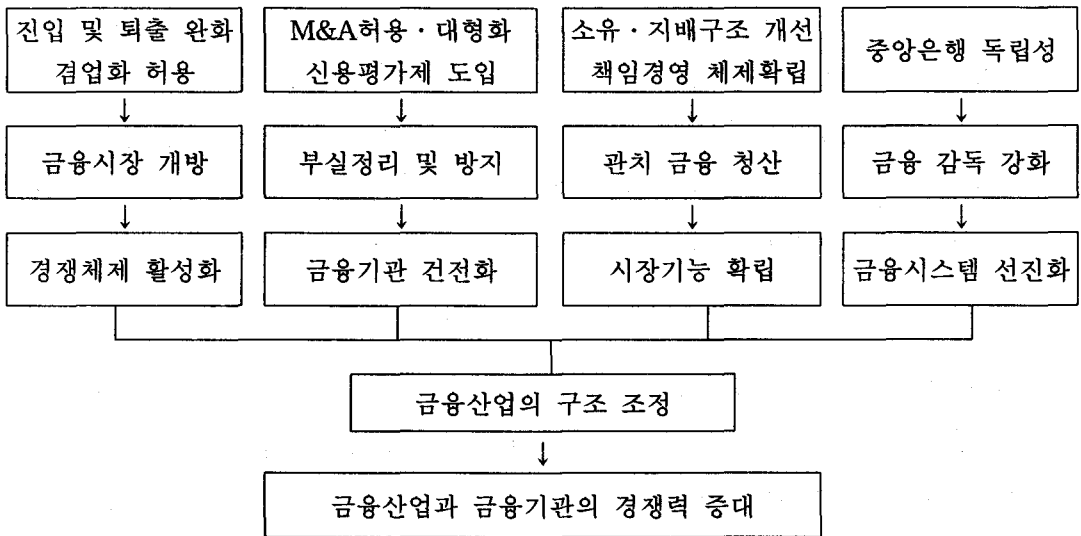 진입 및 퇴출 완화
겸업화 허용
M&A허용·대형화
신용평가제 도입
소유·지배구조 개선
책임경영 체제확립
중앙은행 독립성
금융시장 개방
부실정리 및 방지
관치 금융 청산
금융 감독 강화
경쟁체제 활성화
금융기관 건전화
시장기능 확립
금융시스템 선진화
금융산업의 구조 조정
금융산업과 금융기관의 경쟁력 증대